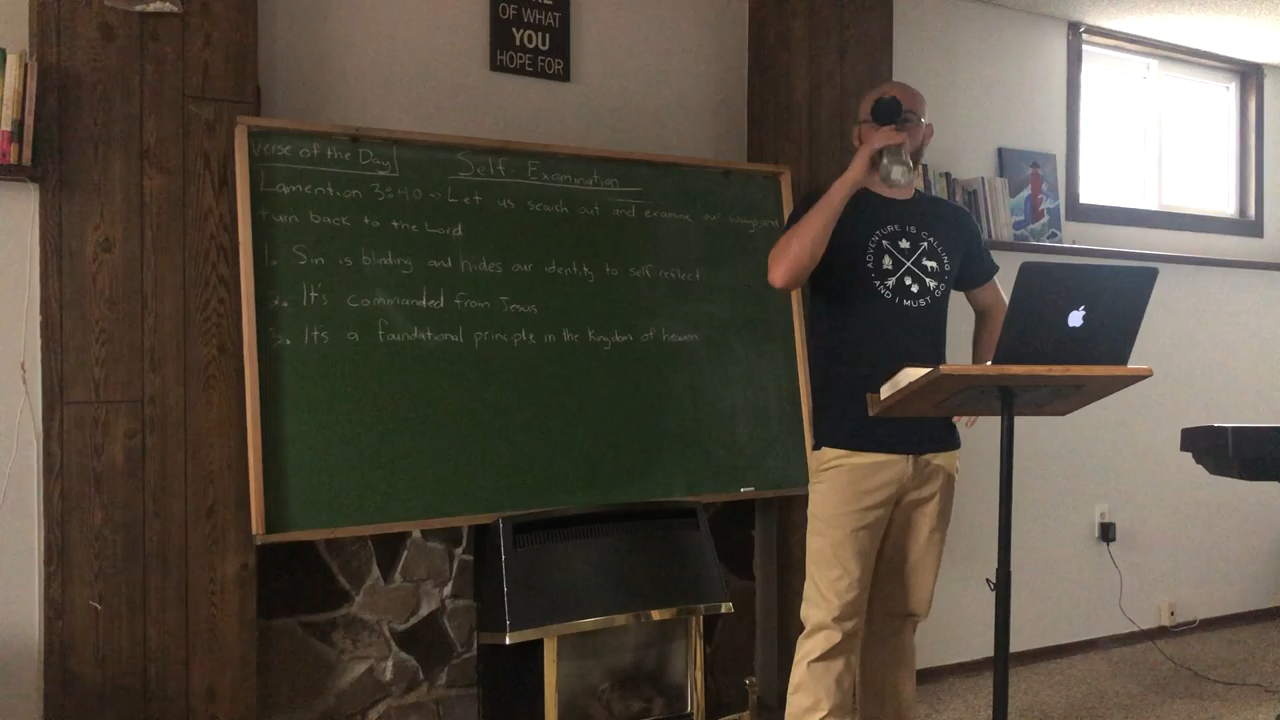 OF WHAT
YOU
HOPE FOR
Verse of the Day
Self-Examination
Lamention 3:40 -> Let us search out and examine our ways, and
turn back to the Lord
1. Sin is blinding and hides our identity to self reflect
2. It's commanded from Jesus
3. It's a foundational principle in the kingdom of heaven
ADVENTURE IS CALLING
AND I MUST GO